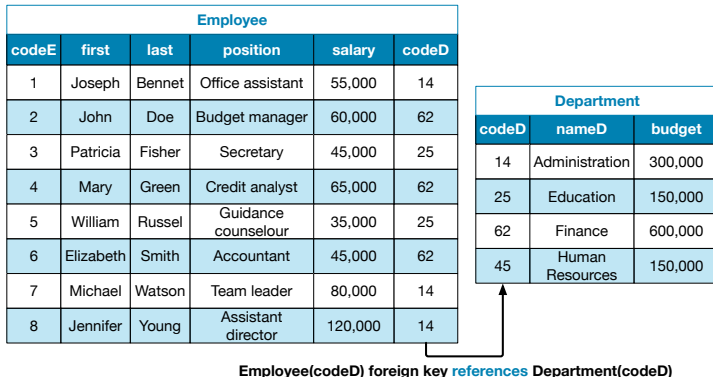 Employee
codeE first last position salary codeD
1 Joseph Bennet Office assistant 55,000 14
2 John Doe Budget manager 60,000 62
3 Patricia Fisher Secretary 45,000 25
4 Mary Green Credit analyst 65,000 62
5 William Russel Guidance counselour 35,000 25
6 Elizabeth Smith Accountant 45,000 62
7 Michael Watson Team leader 80,000 14
8 Jennifer Young Assistant director 120,000 14
Department
codeD nameD budget
14 Administration 300,000
25 Education 150,000
62 Finance 600,000
45 Human Resources 150,000
Employee(codeD) foreign key references Department(codeD)